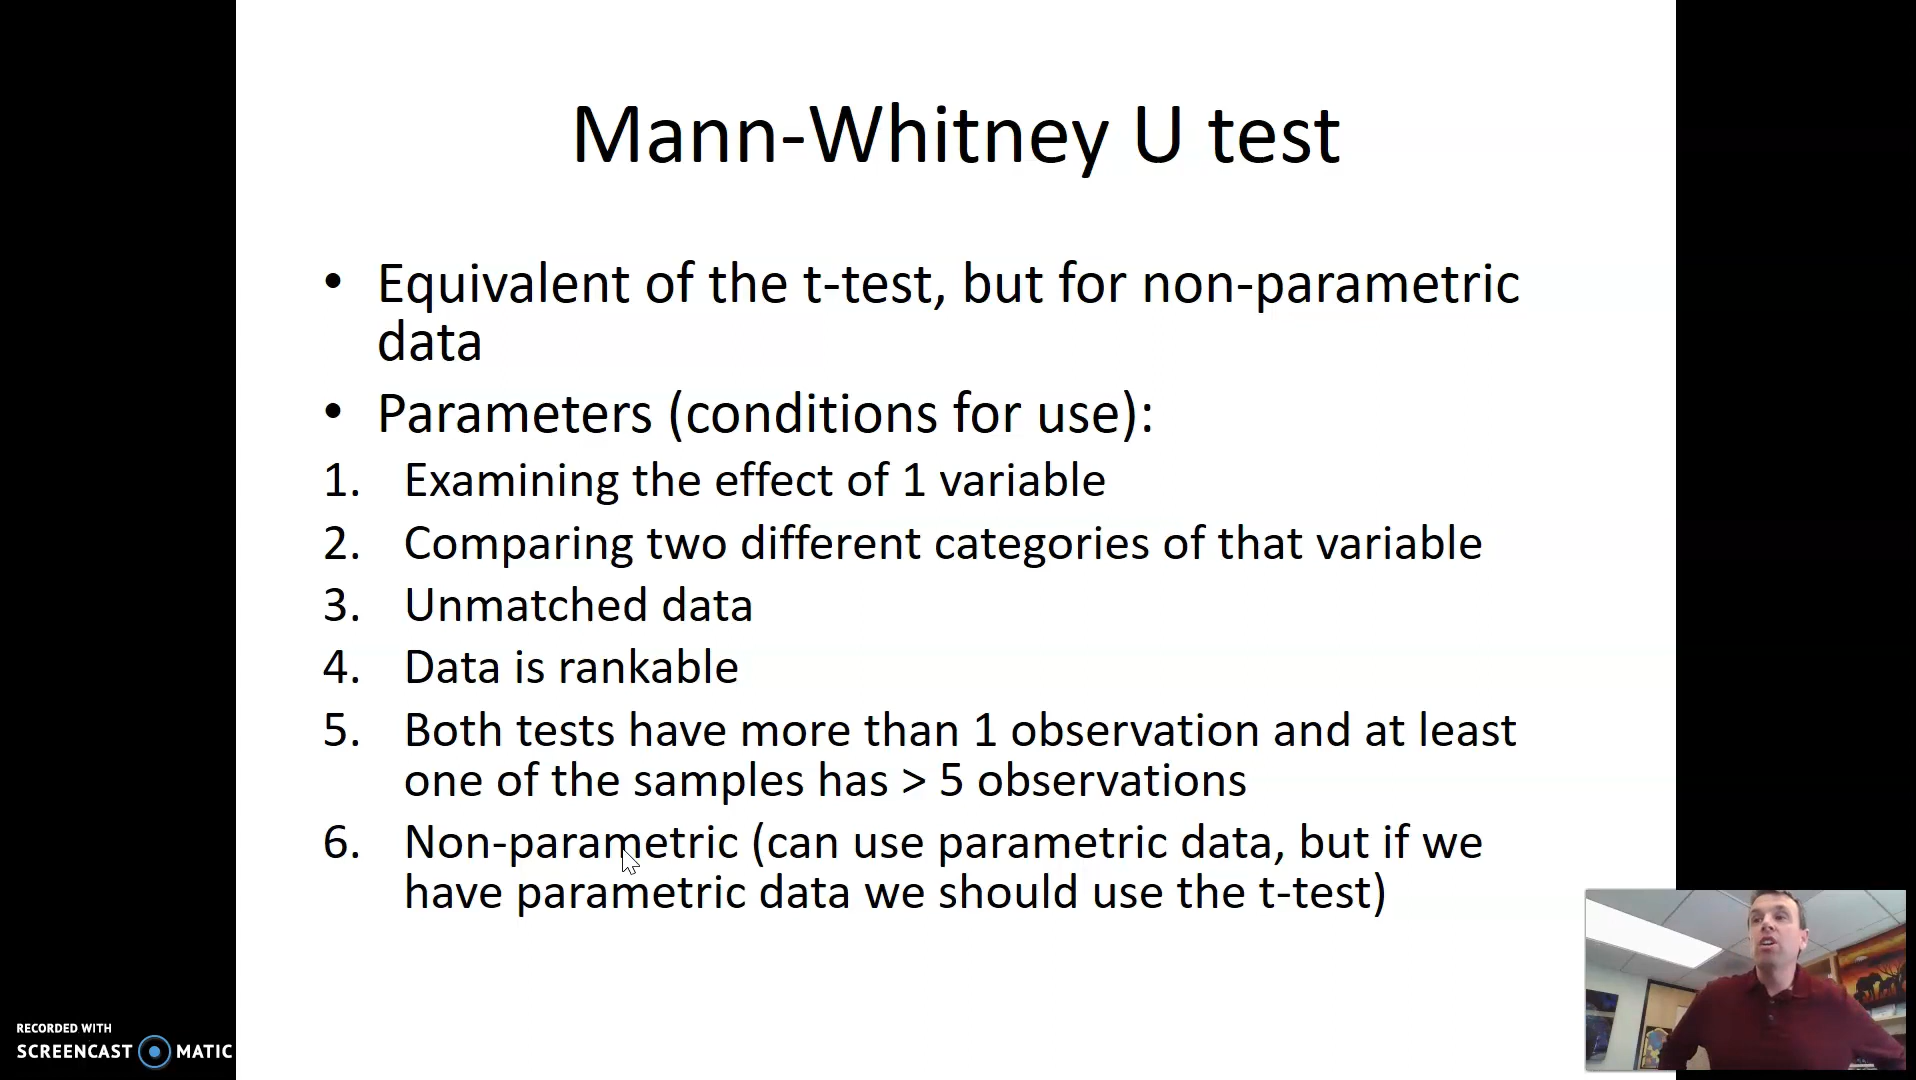 Mann-Whitney U test
• Equivalent of the t-test, but for non-parametric
data
• Parameters (conditions for use):
1. Examining the effect of 1 variable
2. Comparing two different categories of that variable
3. Unmatched data
4. Data is rankable
5. Both tests have more than 1 observation and at least
one of the samples has > 5 observations
6. Non-parametric (can use parametric data, but if we
have parametric data we should use the t-test)
RECORDED WITH
SCREENCAST MATIC